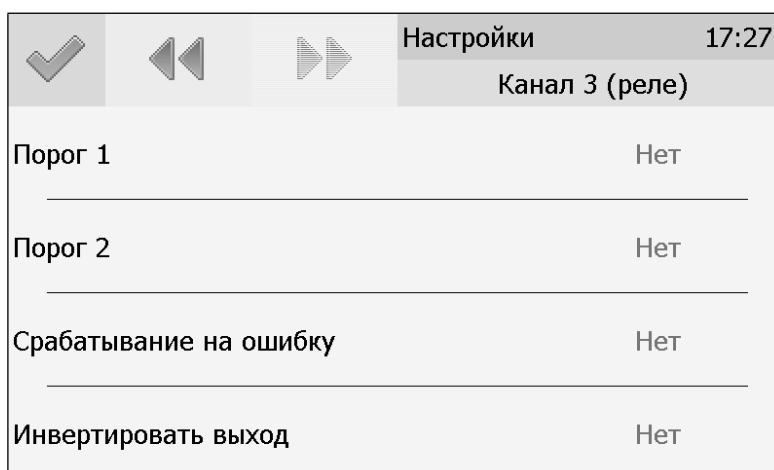 Настройки 17:27
Канал 3 (реле)
Порог 1 Нет
Порог 2 Нет
Срабатывание на ошибку Нет
Инвертировать выход Нет